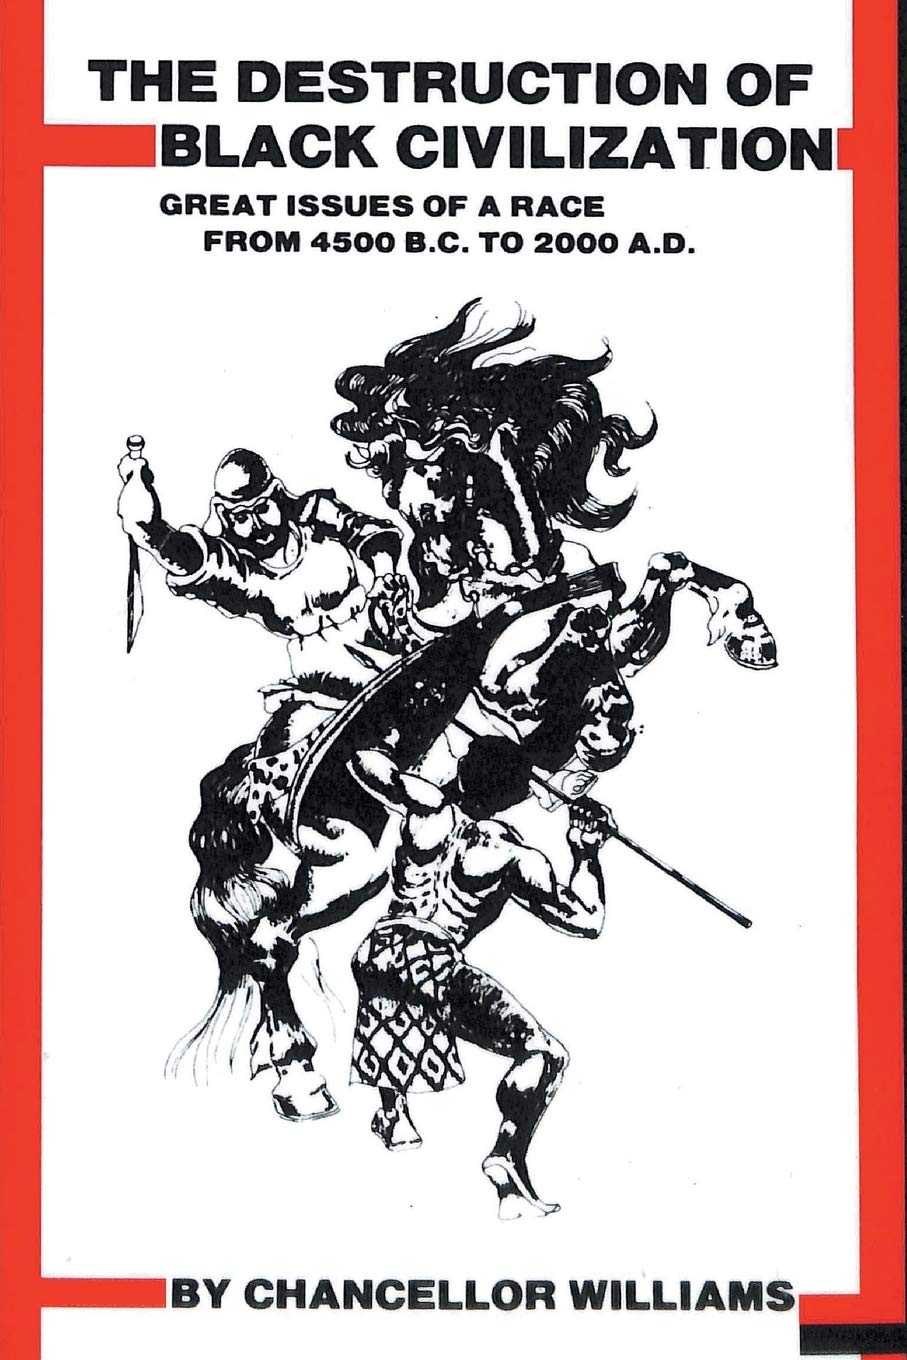 THE DESTRUCTION OF
BLACK CIVILIZATION
GREAT ISSUES OF A RACE
FROM 4500 B.C. TO 2000 A.D.
BY CHANCELLOR WILLIAMS